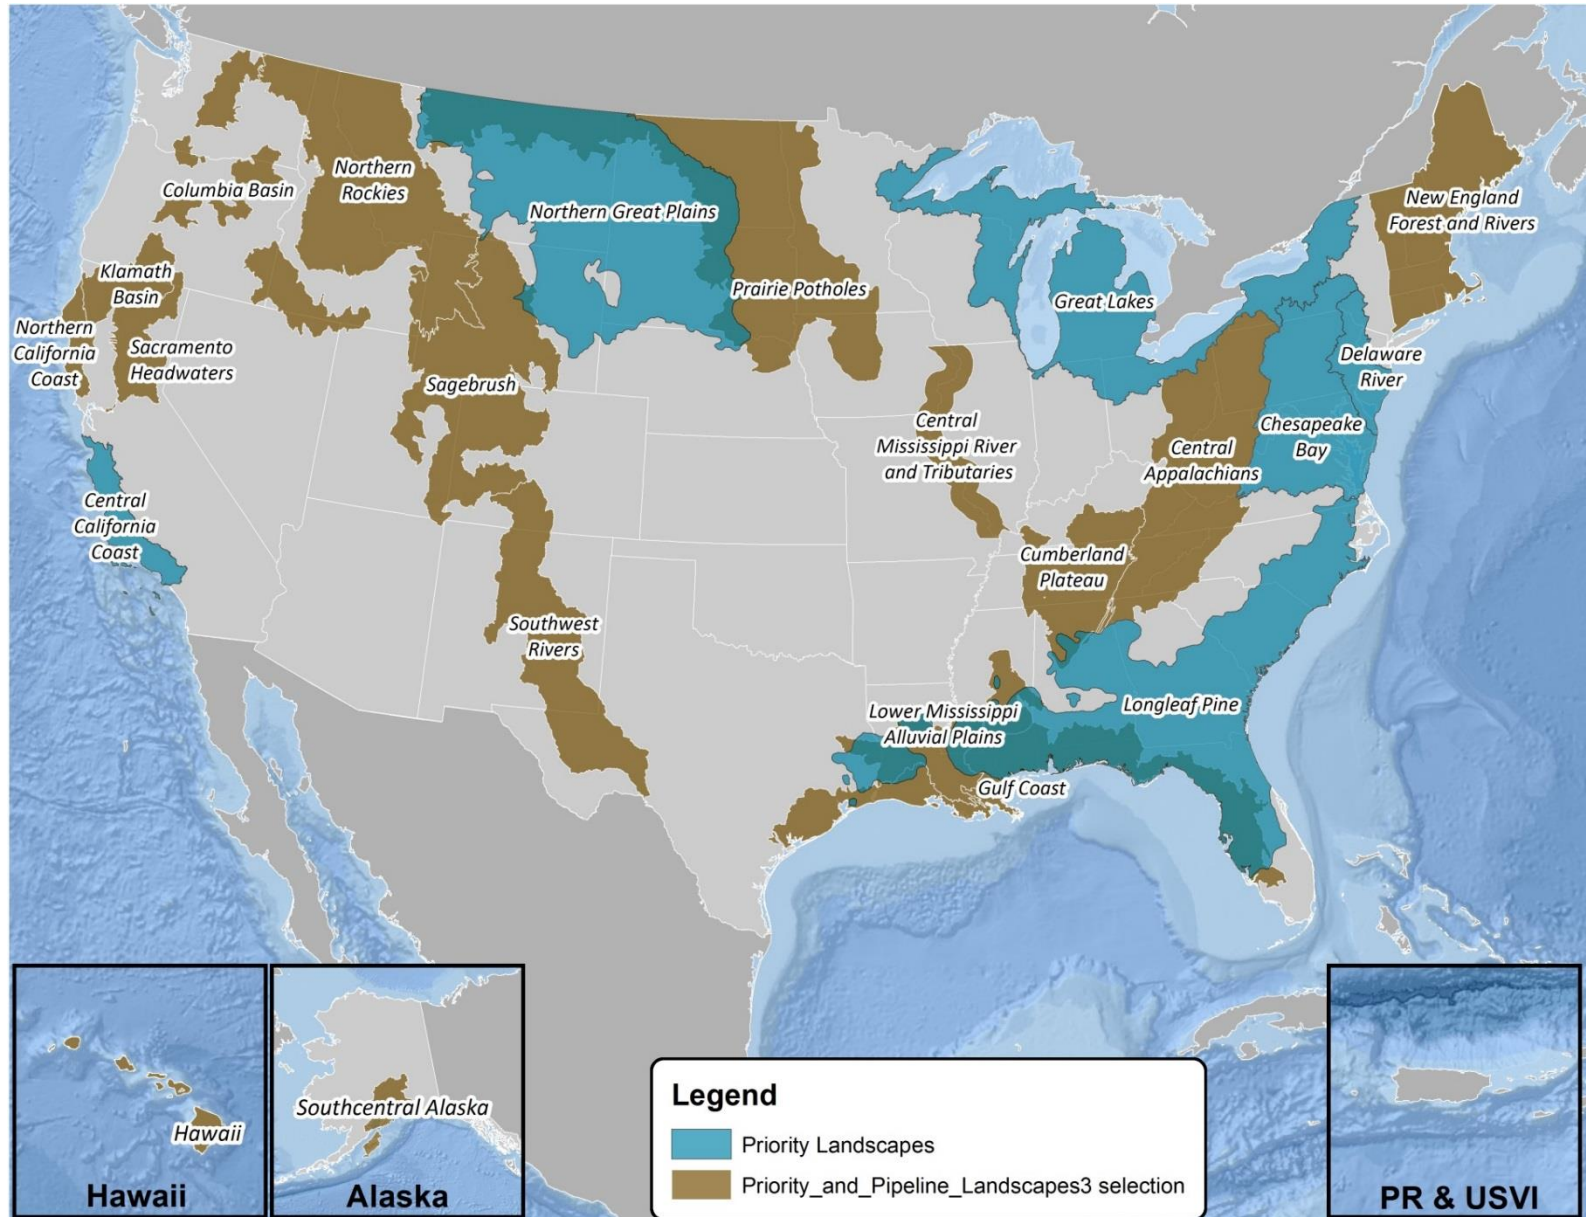 Northern
Rockies
Columbia Basin
Northern Great Plains
New England
Forest and Rivers
Klamath
Basin
Prairie Potholes
Great Lakes
Northern
California
Coast
Sacramento
Headwaters
Sagebrush
Delaware
River
Central
Mississippi River
and Tributaries
Chesapeake
Bay
Central
Appalachians
Central
California
Coast
Cumberland
Plateau
Southwest
Rivers
Lower Mississippi
Alluvial Plains
Longleaf Pine
Gulf Coast
Hawaii
Hawaii
Southcentral Alaska
Alaska
Legend
Priority Landscapes
Priority_and_Pipeline_Landscapes3 selection
PR & USVI